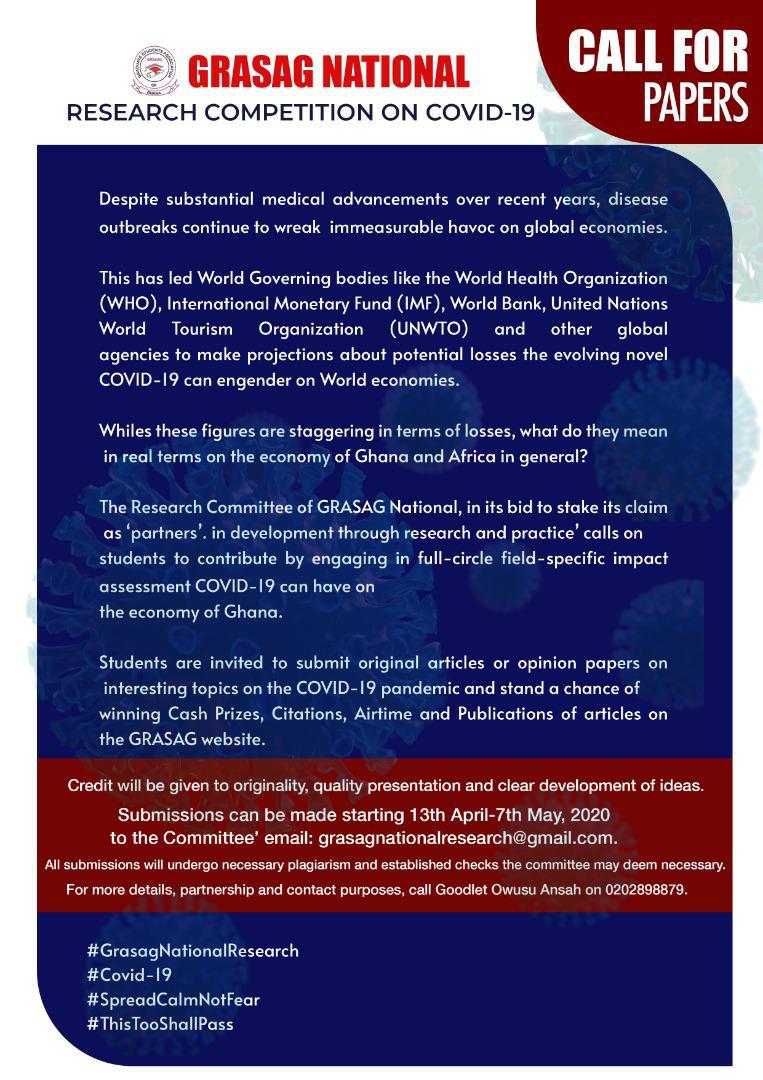 GRASAG NATIONAL
RESEARCH COMPETITION ON COVID-19
CALL FOR
PAPERS
Despite substantial medical advancements over recent years, disease
outbreaks continue to wreak immeasurable havoc on global economies.
This has led World Governing bodies like the World Health Organization
(WHO), International Monetary Fund (IMF), World Bank, United Nations
World Tourism Organization (UNWTO) and other global
agencies to make projections about potential losses the evolving novel
COVID-19 can engender on World economies.
Whiles these figures are staggering in terms of losses, what do they mean
in real terms on the economy of Ghana and Africa in general?
The Research Committee of GRASAG National, in its bid to stake its claim
as ‘partners’. in development through research and practice’ calls on
students to contribute by engaging in full-circle field-specific impact
assessment COVID-19 can have on
the economy of Ghana.
Students are invited to submit original articles or opinion papers on
interesting topics on the COVID-19 pandemic and stand a chance of
winning Cash Prizes, Citations, Airtime and Publications of articles on
the GRASAG website.
Credit will be given to originality, quality presentation and clear development of ideas.
Submissions can be made starting 13th April-7th May, 2020
to the Committee’ email: grasagnationalresearch@gmail.com.
All submissions will undergo necessary plagiarism and established checks the committee may deem necessary.
For more details, partnership and contact purposes, call Goodlet Owusu Ansah on 0202898879.
#GrasagNationalResearch
#Covid-19
#SpreadCalmNotFear
#ThisTooShallPass